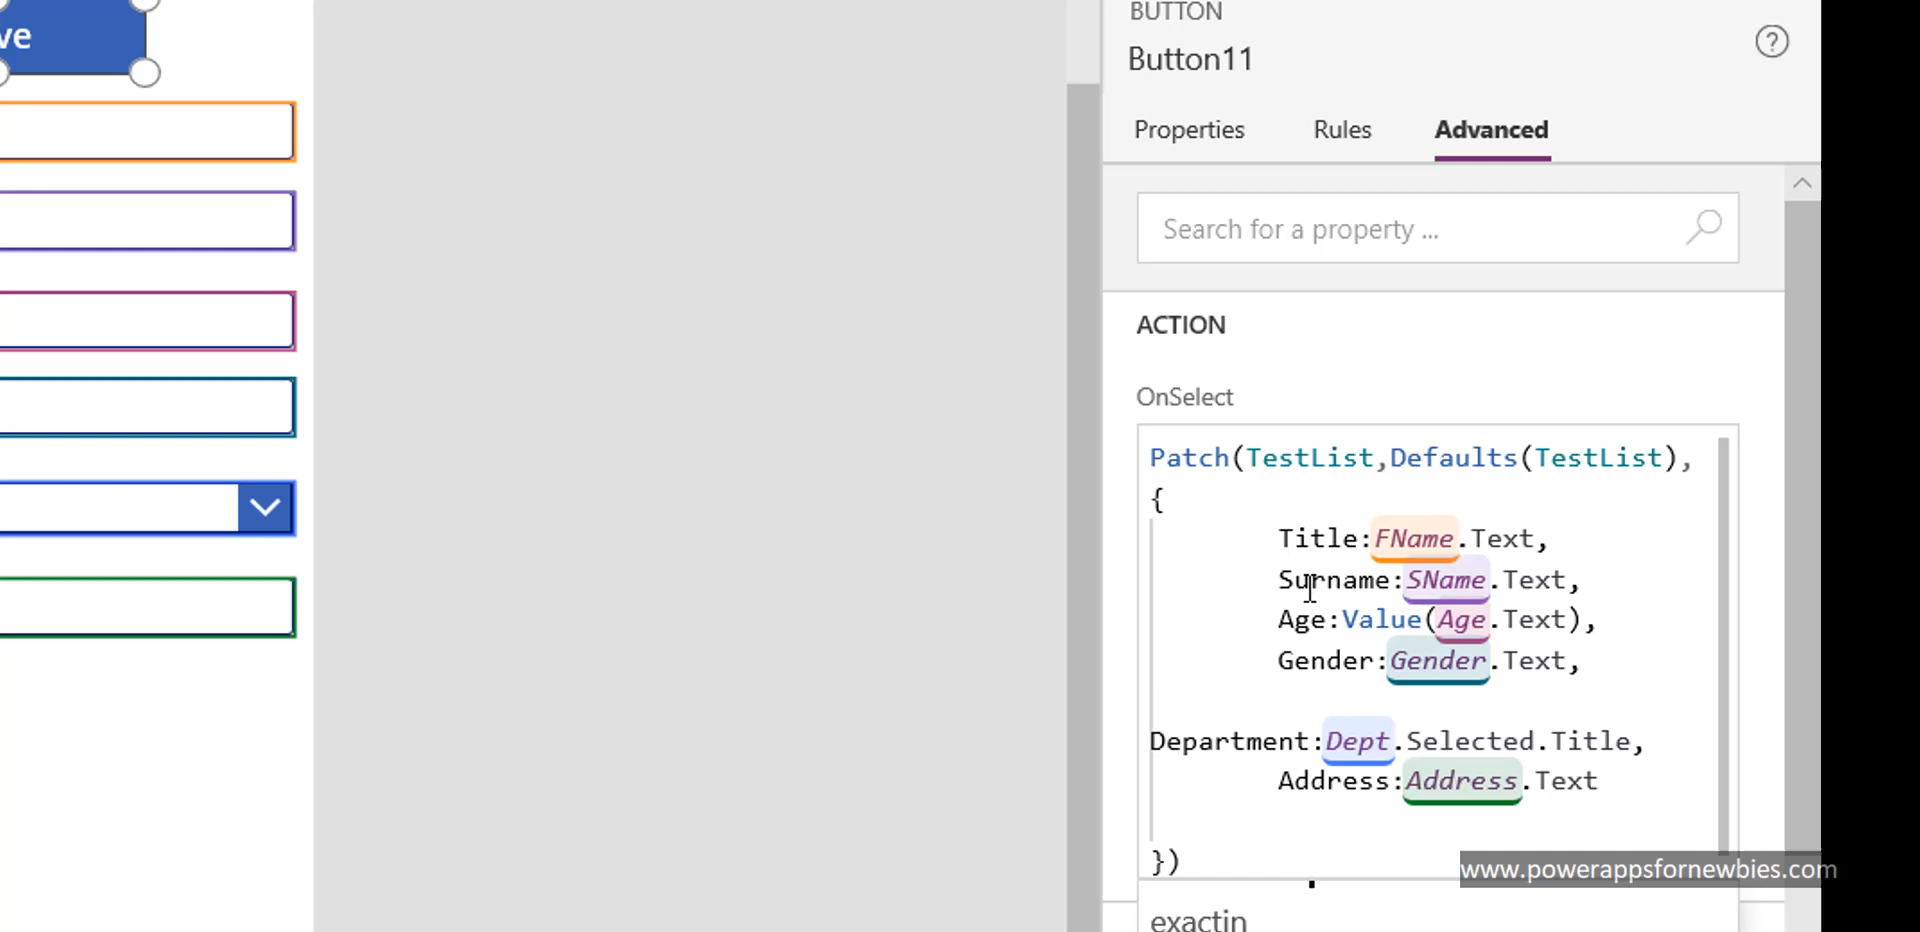 ve
BUTTON
Button11
?
Properties Rules Advanced
Search for a property ...
ACTION
OnSelect
Patch(TestList,Defaults(TestList),
{
Title:FName.Text,
Surname:SName.Text,
Age:Value(Age.Text),
Gender:Gender.Text,
Department:Dept.Selected.Title,
Address:Address.Text
})
www.powerappsfornewbies.com
exactin